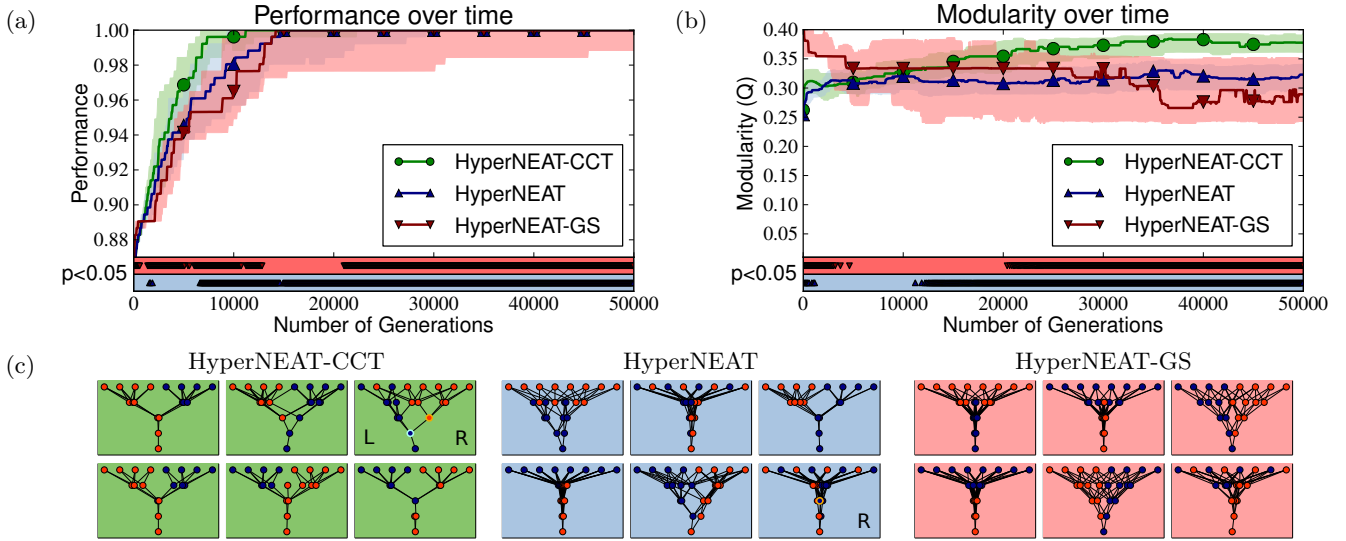 (a)
Performance over time
1.00
0.98
0.96
0.94
0.92
0.90
0.88
Performance
HyperNEAT-CCT
HyperNEAT
HyperNEAT-GS
p<0.05
0
10000
20000
30000
40000
50000
Number of Generations
(b)
Modularity over time
0.40
0.35
0.30
0.25
0.20
0.15
0.10
0.05
Modularity (Q)
HyperNEAT-CCT
HyperNEAT
HyperNEAT-GS
p<0.05
0
10000
20000
30000
40000
50000
Number of Generations
(c)
HyperNEAT-CCT
HyperNEAT
HyperNEAT-GS
L R
R